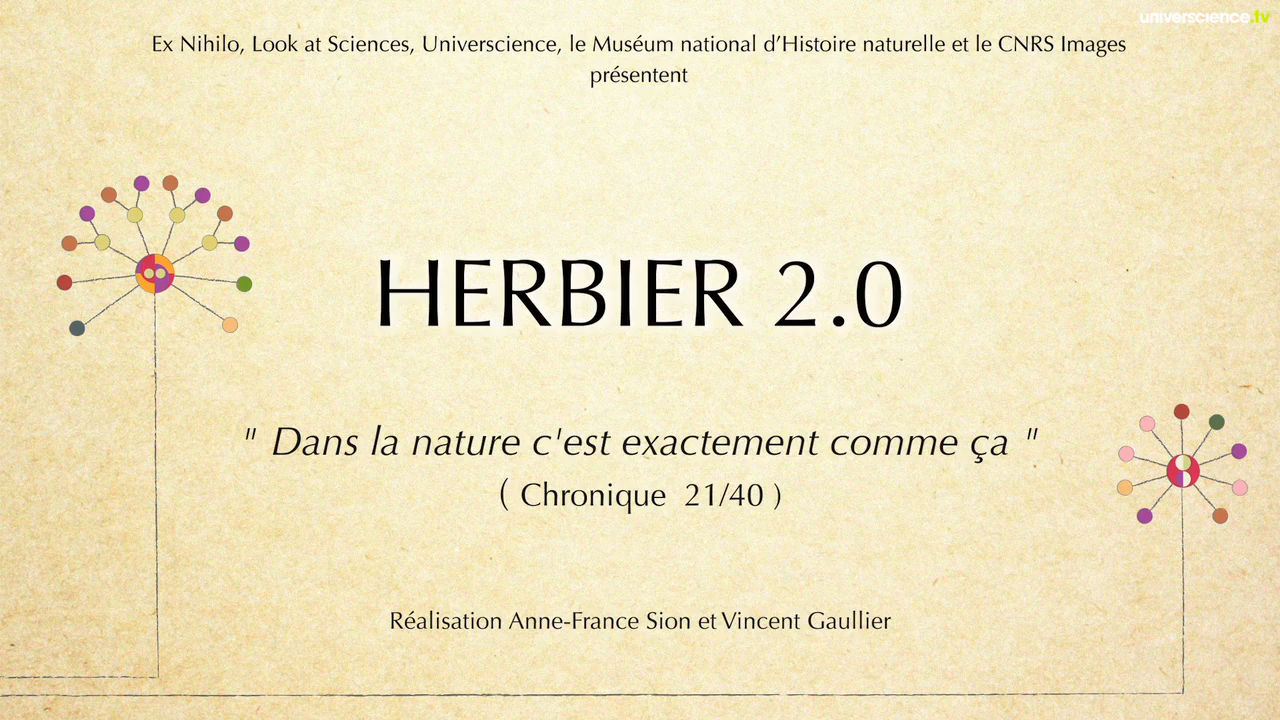 universcience.tv
Ex Nihilo, Look at Sciences, Universcience, le Muséum national d’Histoire naturelle et le CNRS Images
présentent
HERBIER 2.0
" Dans la nature c'est exactement comme ça "
( Chronique 21/40 )
Réalisation Anne-France Sion et Vincent Gaullier